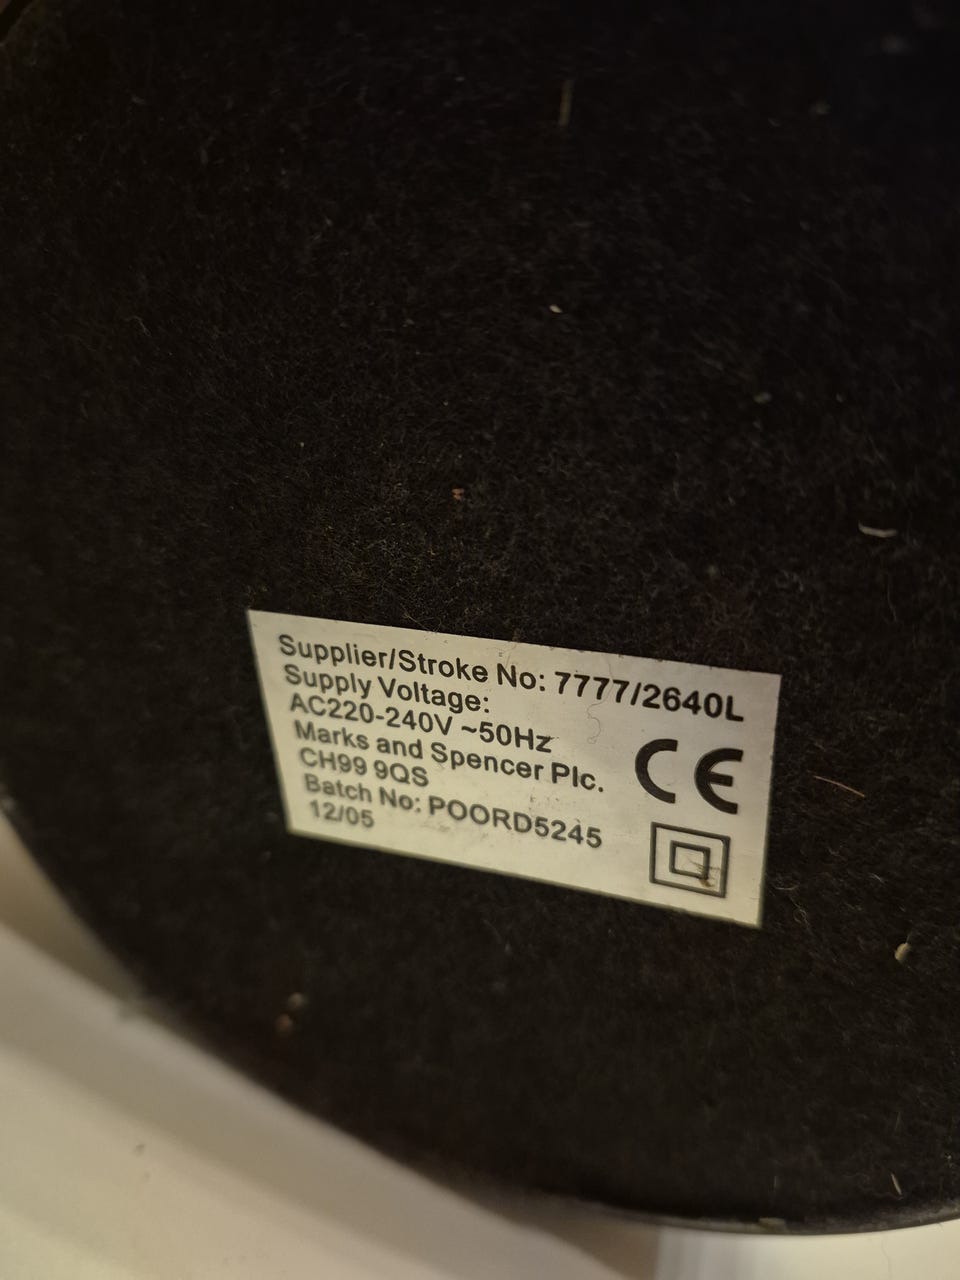 Supplier/Stroke No: 7777/2640L
Supply Voltage:
AC220-240V ~50Hz
Marks and Spencer Plc.
CH99 9QS
Batch No: POORD5245
12/05
CE